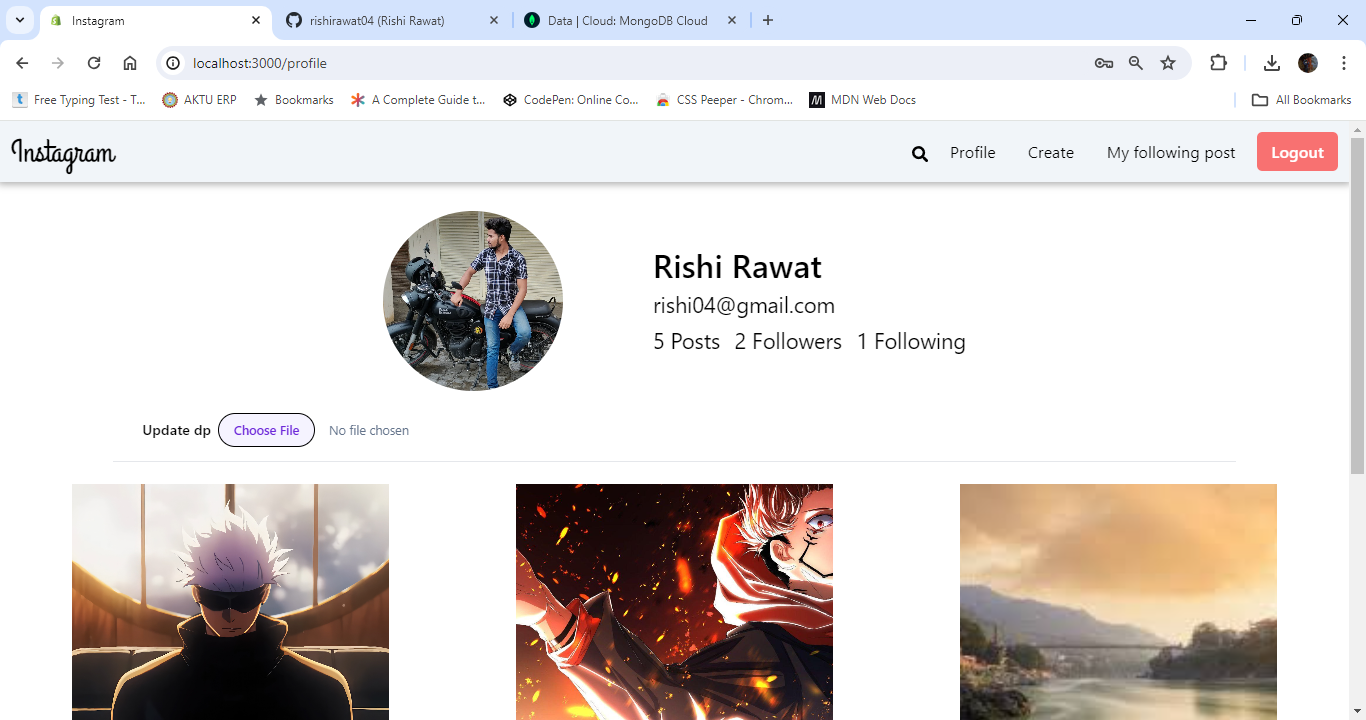 Instagram
rishirawat04 (Rishi Rawat)
Data | Cloud: MongoDB Cloud
localhost:3000/profile
Free Typing Test - T...
AKTU ERP
Bookmarks
A Complete Guide t...
CodePen: Online Co...
CSS Peeper - Chrom...
M MDN Web Docs
All Bookmarks
Instagram
Profile
Create
My following post
Logout
Rishi Rawat
rishi04@gmail.com
5 Posts 2 Followers 1 Following
Update dp Choose File No file chosen